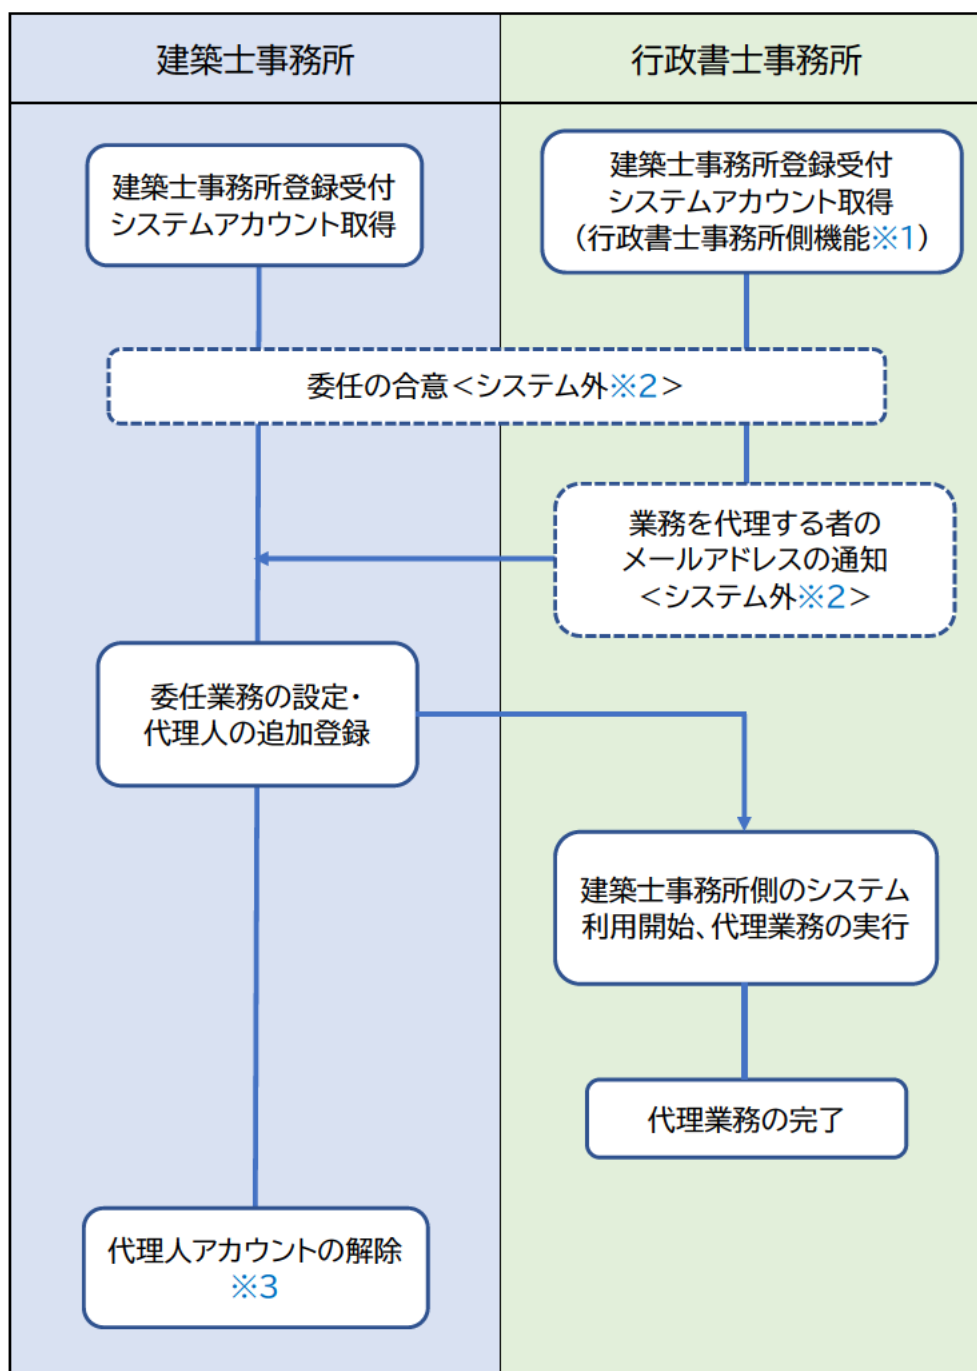 建築士事務所
行政書士事務所
建築士事務所登録受付
システムアカウント取得
建築士事務所登録受付
システムアカウント取得
(行政書士事務所側機能※1)
委任の合意<システム外※2>
業務を代理する者の
メールアドレスの通知
<システム外※2>
委任業務の設定・
代理人の追加登録
建築士事務所側のシステム
利用開始、代理業務の実行
代理業務の完了
代理人アカウントの解除
※3